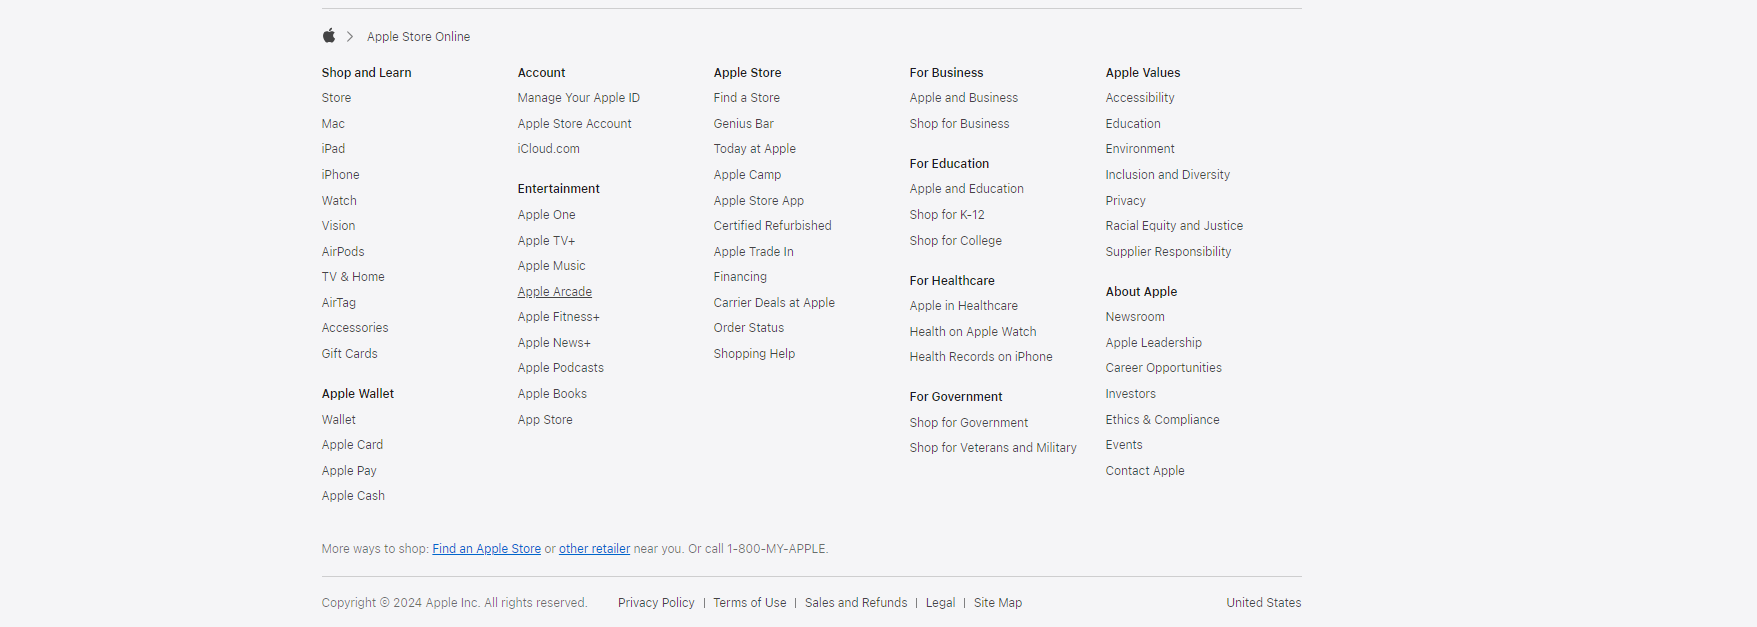 Apple Store Online
Shop and Learn
Store
Mac
iPad
iPhone
Watch
Vision
AirPods
TV & Home
AirTag
Accessories
Gift Cards
Apple Wallet
Wallet
Apple Card
Apple Pay
Apple Cash
Account
Manage Your Apple ID
Apple Store Account
iCloud.com
Entertainment
Apple One
Apple TV+
Apple Music
Apple Arcade
Apple Fitness+
Apple News+
Apple Podcasts
Apple Books
App Store
Apple Store
Find a Store
Genius Bar
Today at Apple
Apple Camp
Apple Store App
Certified Refurbished
Apple Trade In
Financing
Carrier Deals at Apple
Order Status
Shopping Help
For Business
Apple and Business
Shop for Business
For Education
Apple and Education
Shop for K-12
Shop for College
For Healthcare
Apple in Healthcare
Health on Apple Watch
Health Records on iPhone
For Government
Shop for Government
Shop for Veterans and Military
Apple Values
Accessibility
Education
Environment
Inclusion and Diversity
Privacy
Racial Equity and Justice
Supplier Responsibility
About Apple
Newsroom
Apple Leadership
Career Opportunities
Investors
Ethics & Compliance
Events
Contact Apple
More ways to shop: Find an Apple Store or other retailer near you. Or call 1-800-MY-APPLE.
Copyright © 2024 Apple Inc. All rights reserved. Privacy Policy | Terms of Use | Sales and Refunds | Legal | Site Map United States